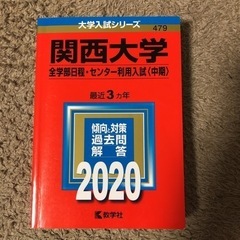 大学入試シリーズ
479
関西大学
全学部日程・センター利用入試〈中期〉
最近3ヵ年
傾向と対策
過去問
解答
2020
教学社